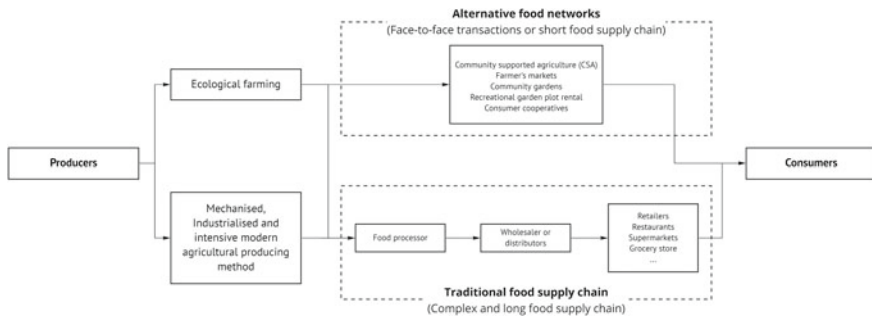 Alternative food networks
(Face-to-face transactions or short food supply chain)
Community supported agriculture (CSA)
Farmer's markets
Community gardens
Recreational garden plot rental
Consumer cooperatives
Ecological farming
Producers
Consumers
Mechanised,
Industrialised and
intensive modern
agricultural producing
method
Food processor
Wholesaler or
distributors
Retailers
Restaurants
Supermarkets
Grocery store
...
Traditional food supply chain
(Complex and long food supply chain)